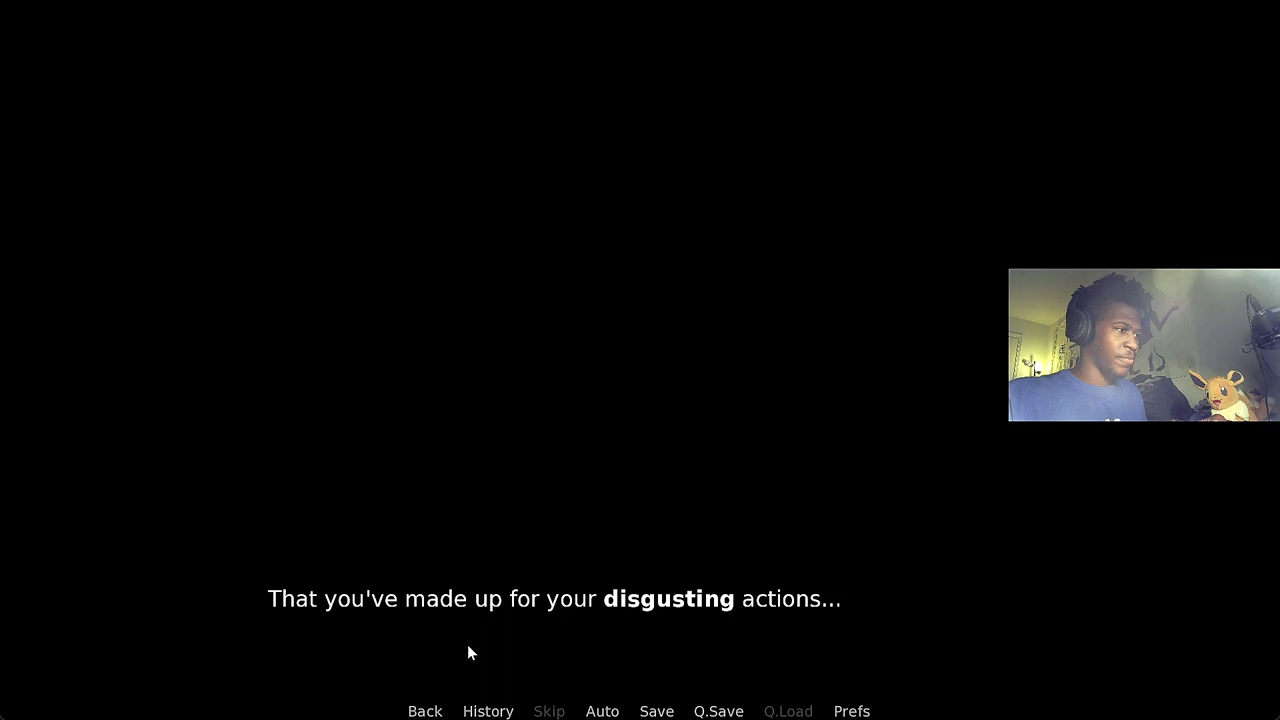 That you've made up for your disgusting actions...
Back History Skip Auto Save Q.Save Q.Load Prefs